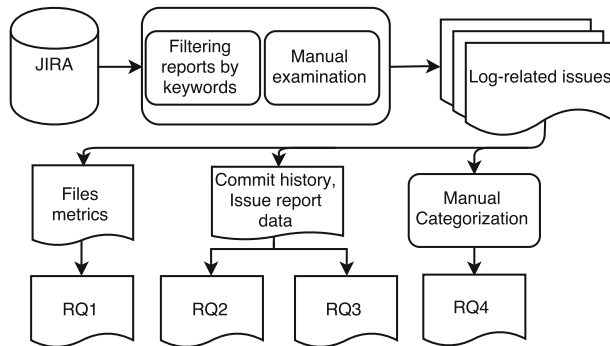 JIRA
Filtering
reports by
keywords
Manual
examination
Log-related issues
Files
metrics
Commit history,
Issue report
data
Manual
Categorization
RQ1
RQ2
RQ3
RQ4